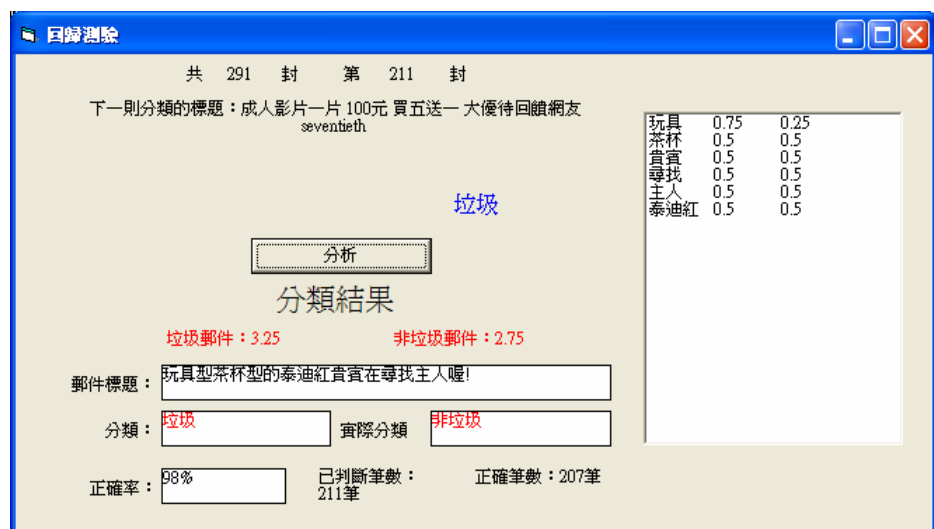 回歸測驗
共 291 封 第 211 封
下一則分類的標題：成人影片一片 100元 買五送一 大優待回饋網友
seventieth
垃圾
分析
分類結果
垃圾郵件：3.25 非垃圾郵件：2.75
郵件標題： 玩具型茶杯型的泰迪紅貴賓在尋找主人喔!
分類： 垃圾 實際分類 非垃圾
正確率： 98% 已判斷筆數： 正確筆數：207筆
211筆
玩具 0.75 0.25
茶杯 0.5 0.5
貴賓 0.5 0.5
尋找 0.5 0.5
主人 0.5 0.5
泰迪紅 0.5 0.5